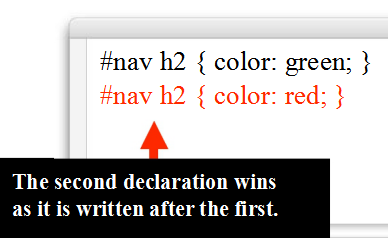 #nav h2 { color: green; }
#nav h2 { color: red; }
The second declaration wins
as it is written after the first.